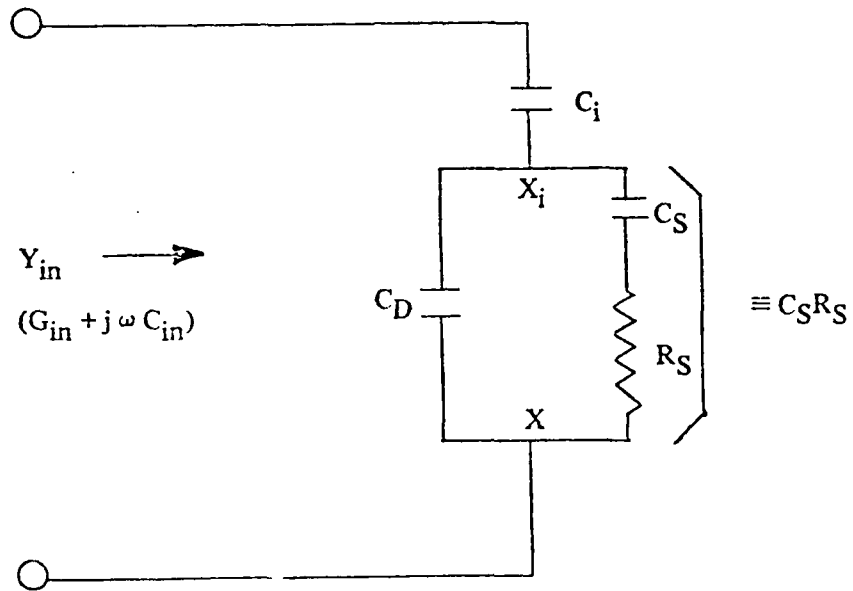 C_i
X_i
C_S
Y_in
(G_in + j ω C_in)
C_D
≡ C_S R_S
R_S
X